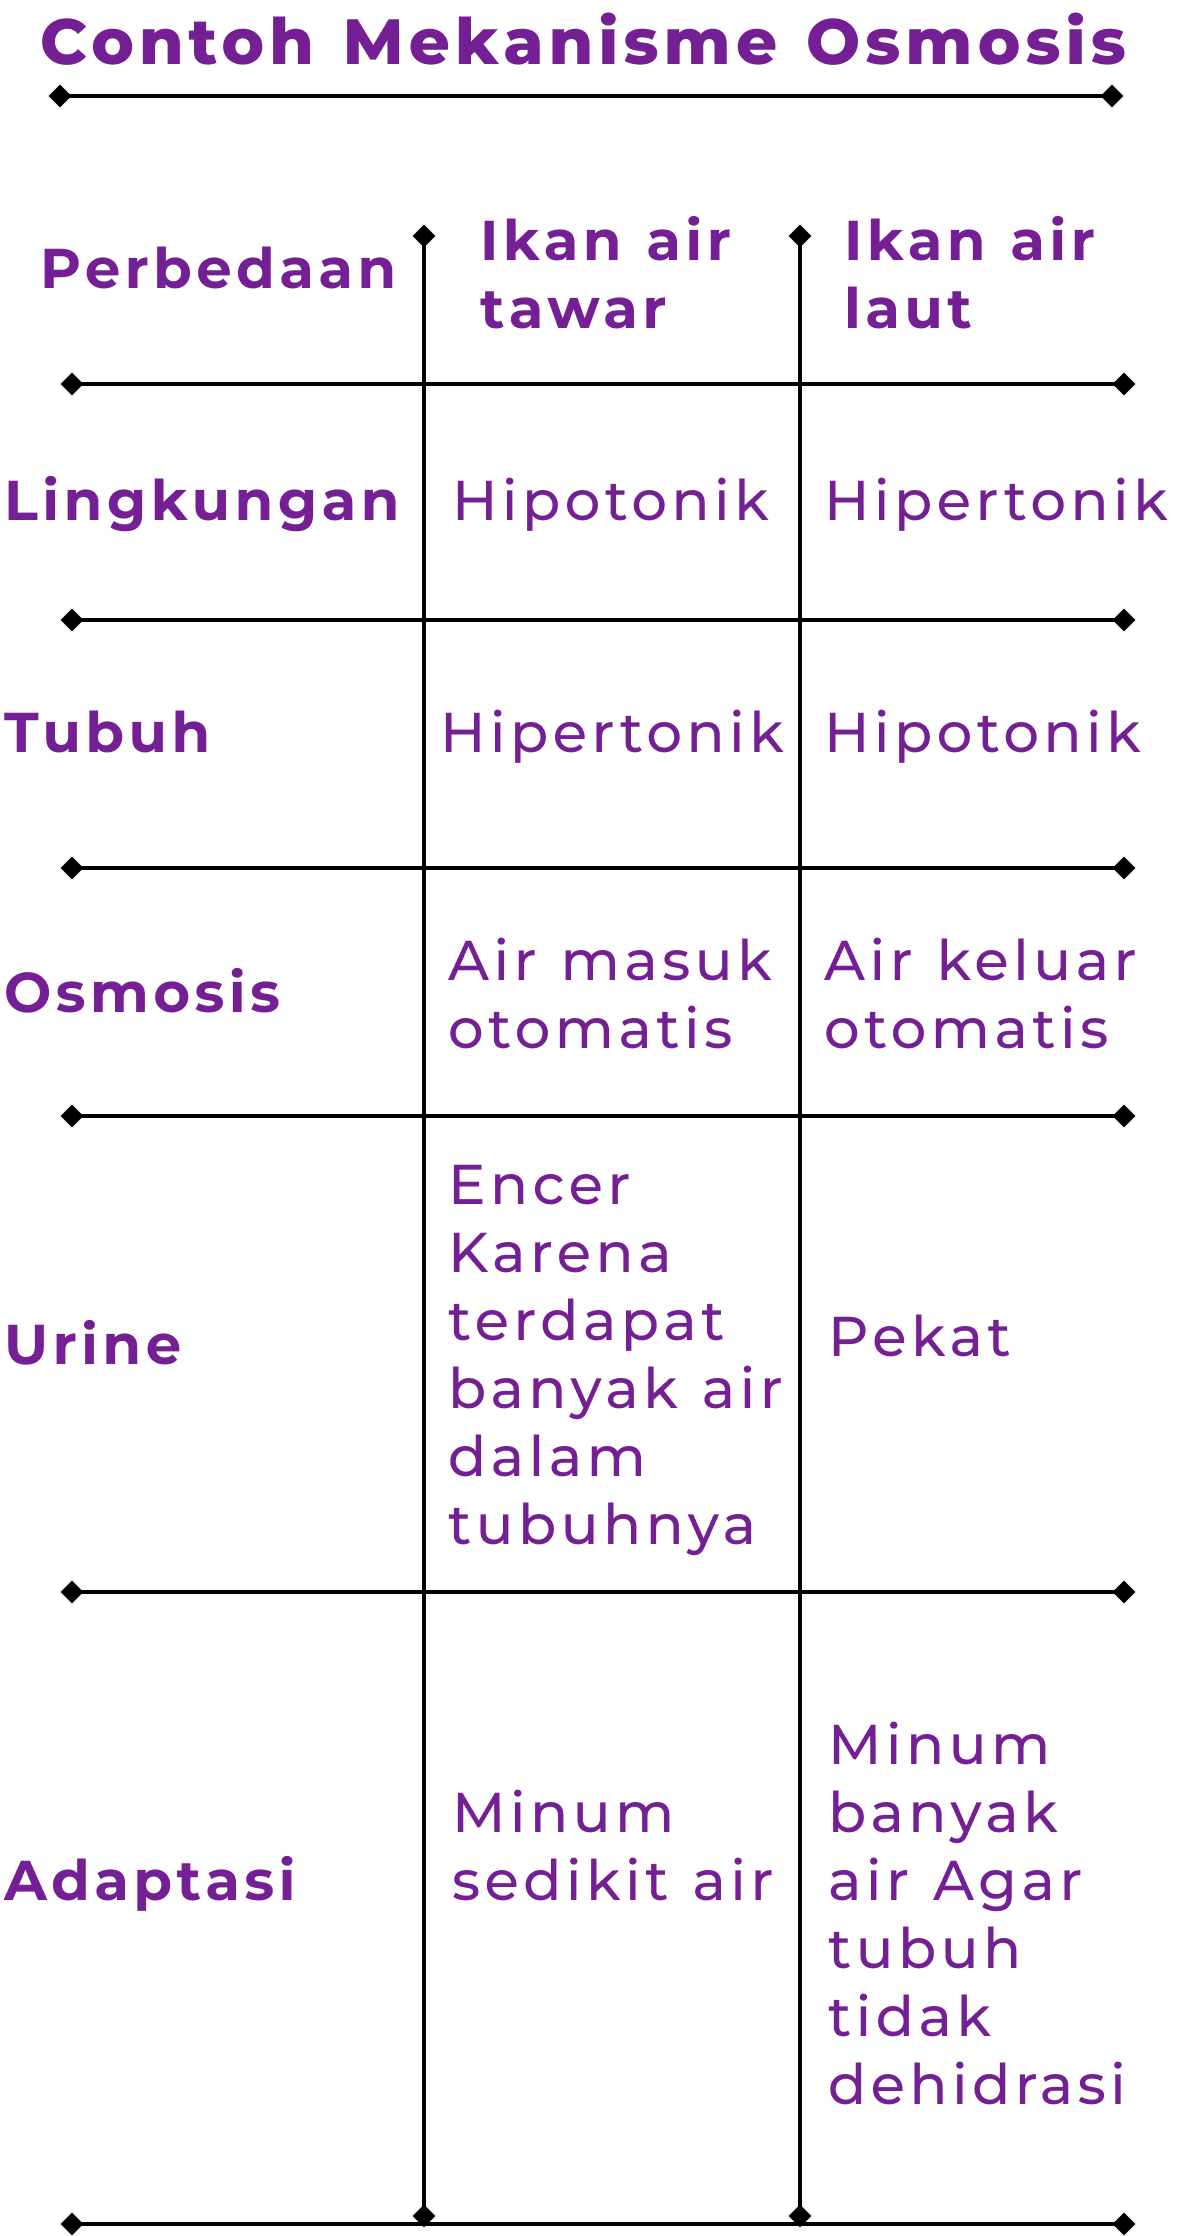 Contoh Mekanisme Osmosis
Perbedaan
Ikan air
tawar
Ikan air
laut
Lingkungan
Hipotonik
Hipertonik
Tubuh
Hipertonik
Hipotonik
Osmosis
Air masuk
otomatis
Air keluar
otomatis
Urine
Encer
Karena
terdapat
banyak air
dalam
tubuhnya
Pekat
Adaptasi
Minum
sedikit air
Minum
banyak
air Agar
tubuh
tidak
dehidrasi